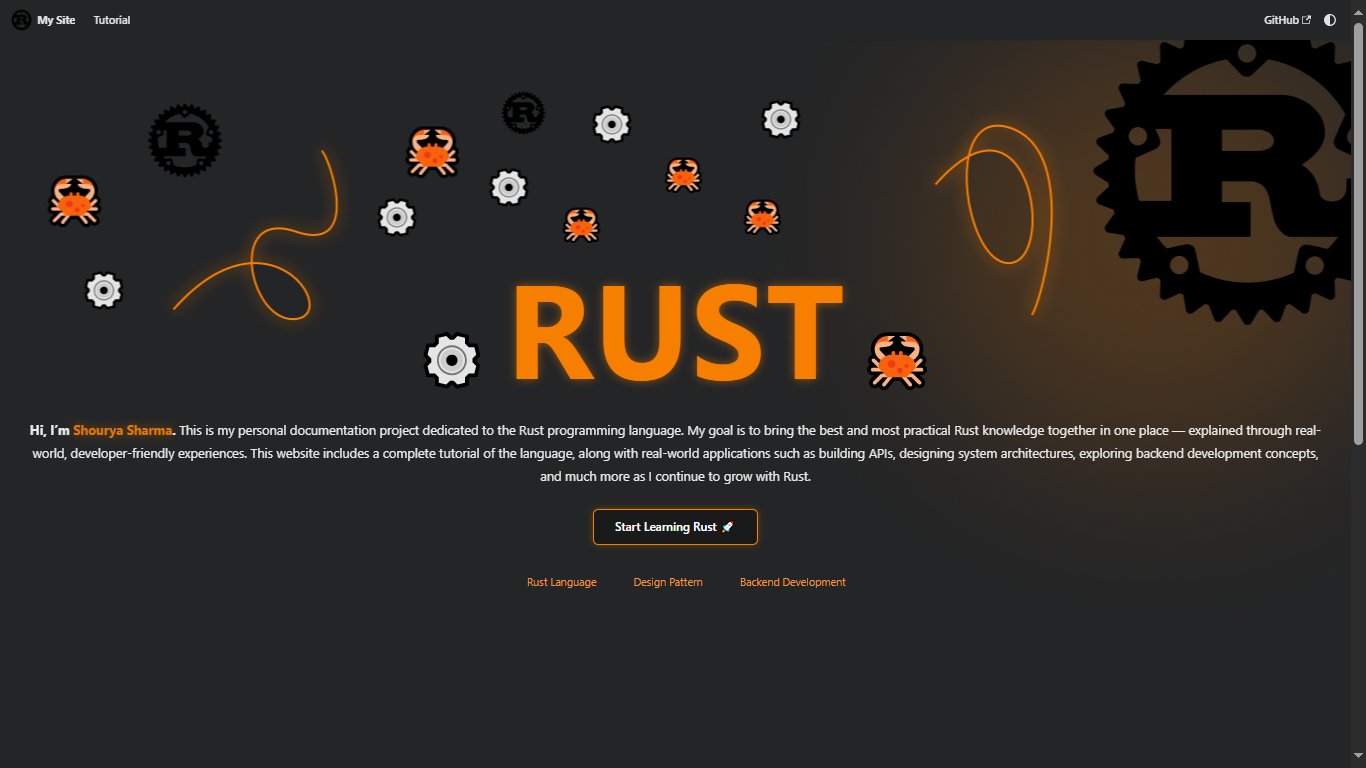 My Site Tutorial GitHub
R
R
R
RUST
Hi, I’m Shourya Sharma. This is my personal documentation project dedicated to the Rust programming language. My goal is to bring the best and most practical Rust knowledge together in one place — explained through real-
world, developer-friendly experiences. This website includes a complete tutorial of the language, along with real-world applications such as building APIs, designing system architectures, exploring backend development concepts,
and much more as I continue to grow with Rust.
Start Learning Rust 🚀
Rust Language Design Pattern Backend Development